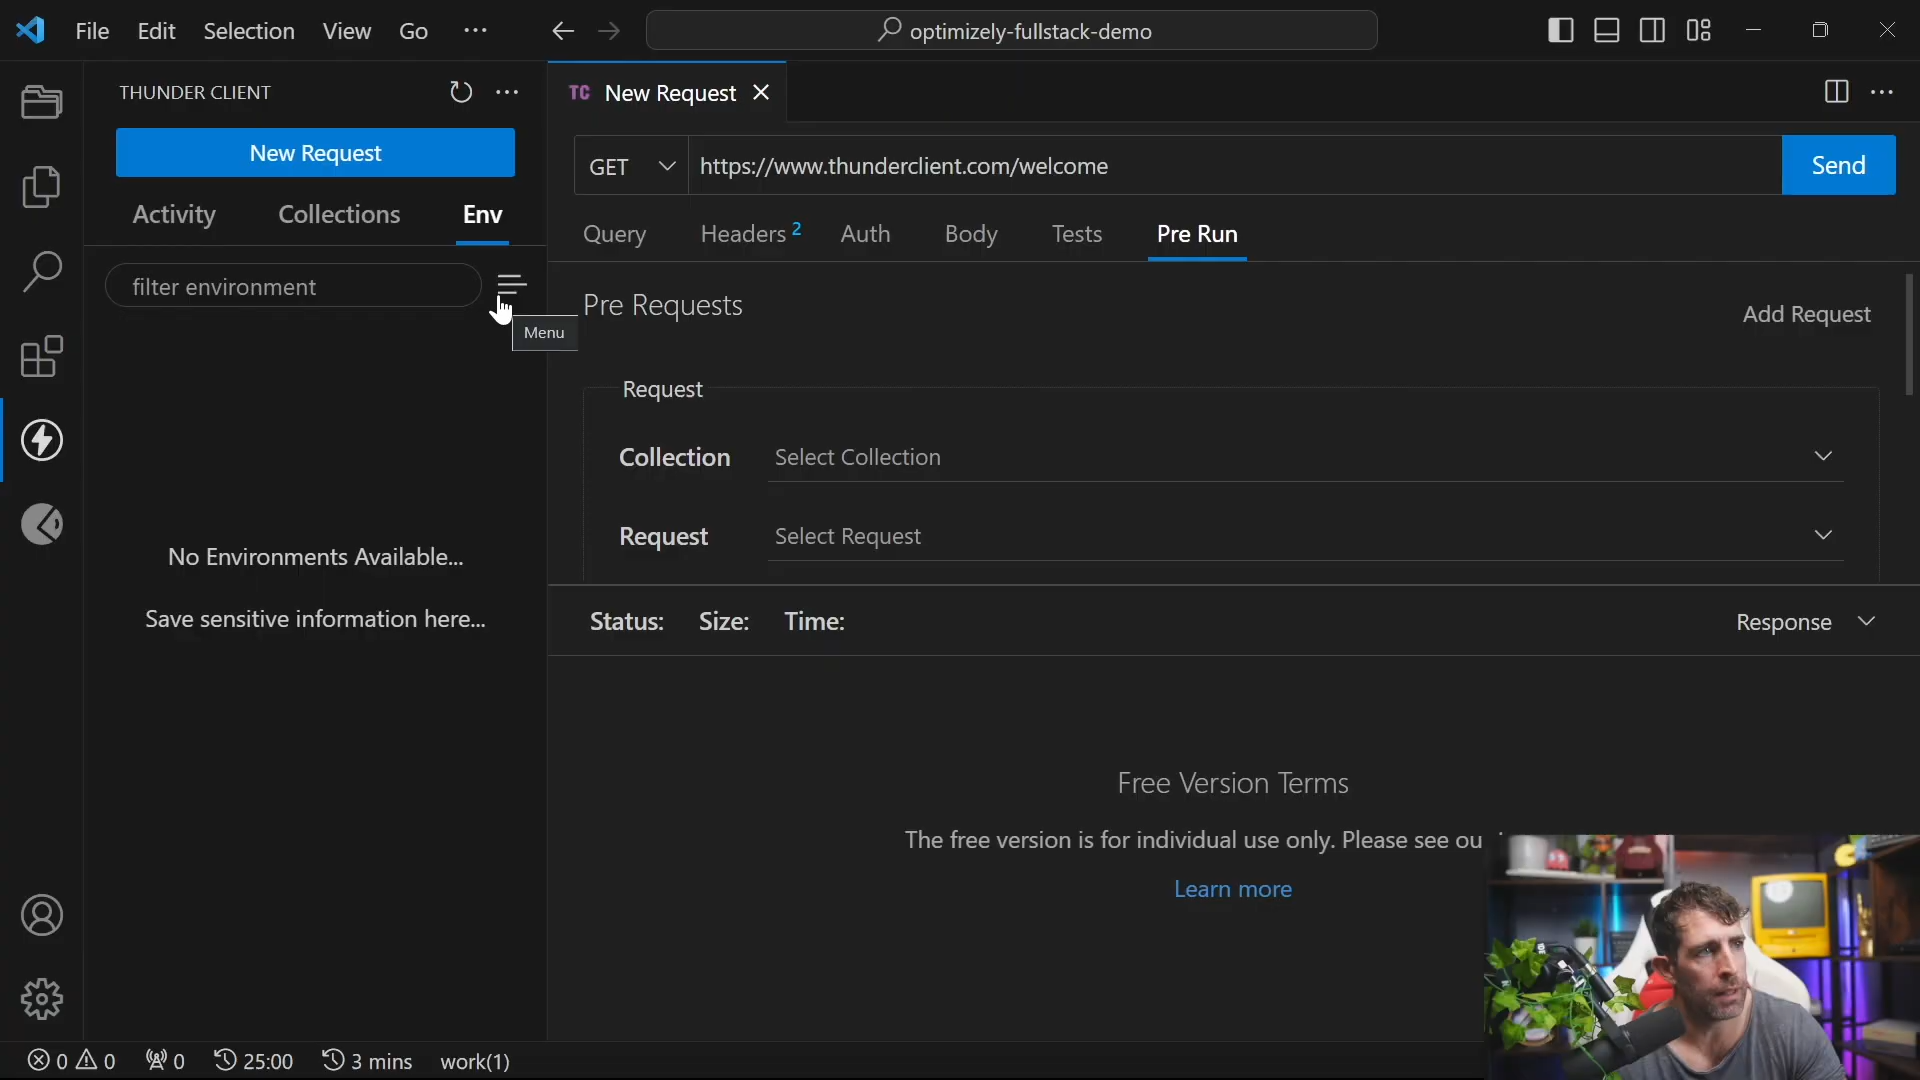 File Edit Selection View Go ···
optimizely-fullstack-demo
THUNDER CLIENT
New Request
Activity Collections Env
filter environment
Menu
No Environments Available...
Save sensitive information here...
TC New Request
GET https://www.thunderclient.com/welcome Send
Query Headers 2 Auth Body Tests Pre Run
Pre Requests
Add Request
Request
Collection Select Collection
Request Select Request
Status: Size: Time: Response
Free Version Terms
The free version is for individual use only. Please see ou
Learn more
0 0 0 25:00 3 mins work(1)